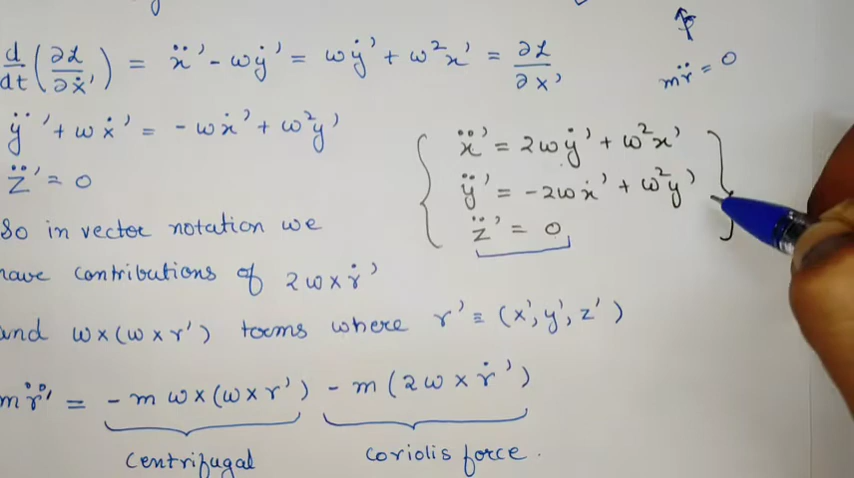 d/dt(∂L/∂ẋ') = ẍ' - ωẏ' = ωẏ' + ω²x' = ∂L/∂x'
mr̈ = 0
ÿ' + ωẋ' = -ωẋ' + ω²y'
z̈' = 0
ẍ' = 2ωẏ' + ω²x'
ÿ' = -2ωẋ' + ω²y'
z̈' = 0
So in vector notation we
have contributions of 2ω×ṙ'
and ω×(ω×r') terms where r' ≡ (x', y', z')
mr̈' = -m ω×(ω×r') - m(2ω×ṙ')
Centrifugal
Coriolis force.